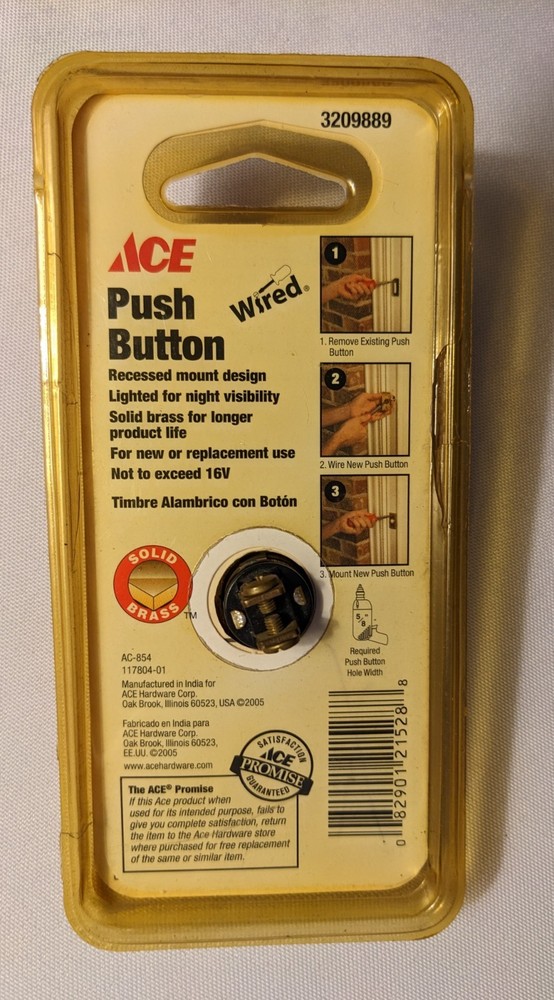 3209889
ACE
Push
Button
Wired®
Recessed mount design
Lighted for night visibility
Solid brass for longer
product life
For new or replacement use
Not to exceed 16V
Timbre Alambrico con Botón
1
1. Remove Existing Push
Button
2
2. Wire New Push Button
3
3. Mount New Push Button
5/8"
Required
Push Button
Hole Width
SOLID
BRASS
TM
AC-854
117804-01
Manufactured in India for
ACE Hardware Corp.
Oak Brook, Illinois 60523, USA ©2005
Fabricado en India para
ACE Hardware Corp.
Oak Brook, Illinois 60523,
EE.UU. ©2005
www.acehardware.com
SATISFACTION
ACE
PROMISE
GUARANTEED
The ACE® Promise
If this Ace product when
used for its intended purpose, fails to
give you complete satisfaction, return
the item to the Ace Hardware store
where purchased for free replacement
of the same or similar item.
0 82901 21528 8